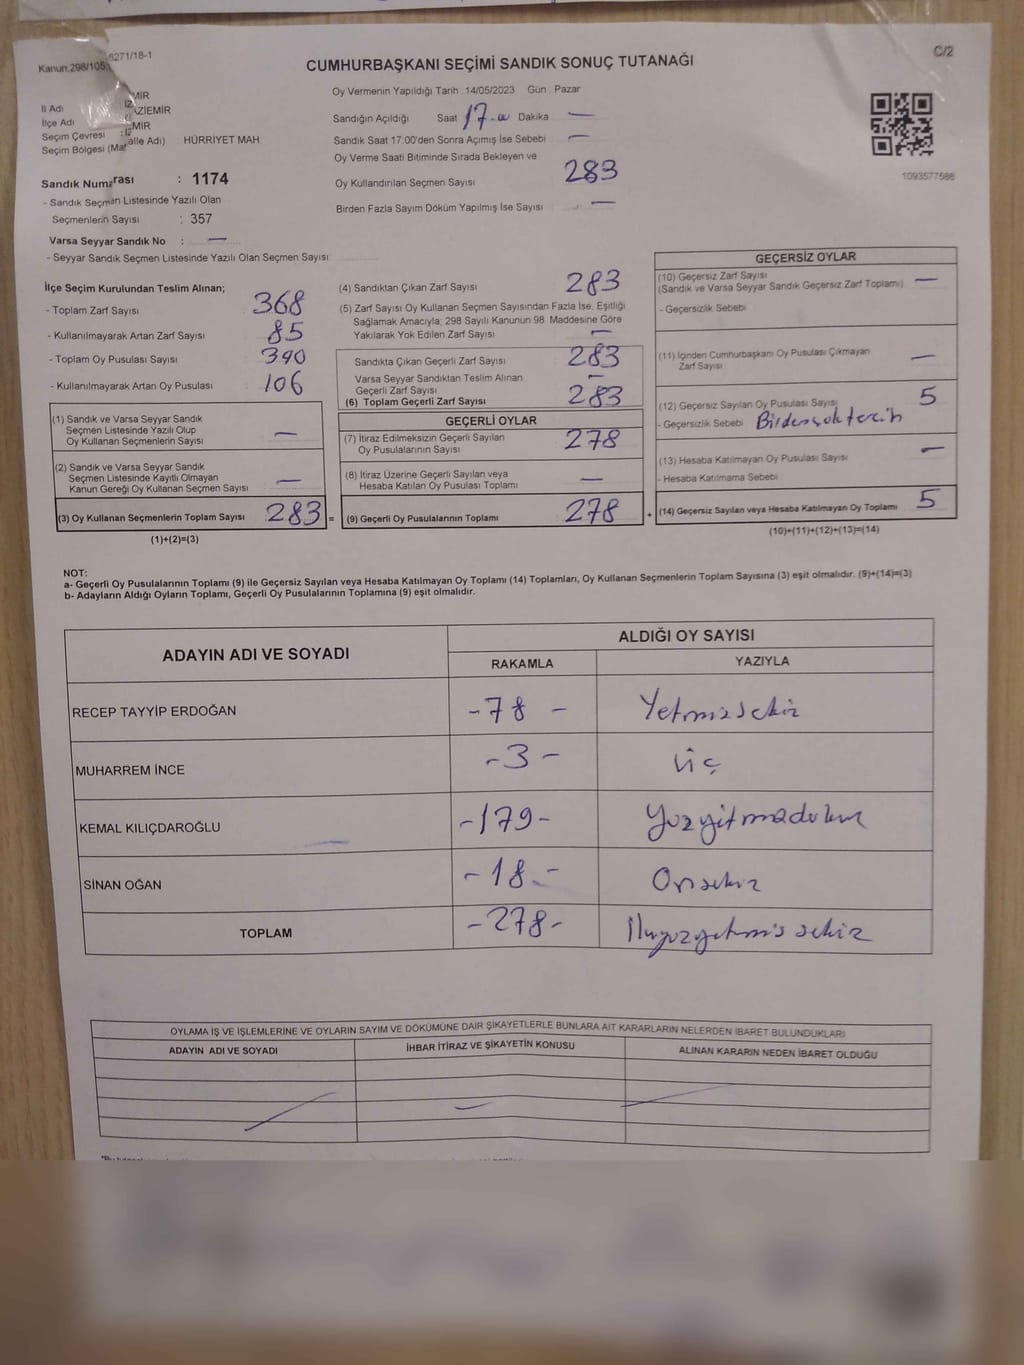 6271/18-1
Kanun.298/105
C/2
CUMHURBAŞKANI SEÇİMİ SANDIK SONUÇ TUTANAĞI
İl Adı
MİR
İlçe Adı
ZİEMİR
Seçim Çevresi
MİR
Seçim Bölgesi
alle Adı) : HÜRRİYET MAH.
Sandık Numarası : 1174
- Sandık Seçmen Listesinde Yazılı Olan
Seçmenlerin Sayısı : 357
Varsa Seyyar Sandık No : —
- Seyyar Sandık Seçmen Listesinde Yazılı Olan Seçmen Sayısı
Oy Vermenin Yapıldığı Tarih : 14/05/2023 Gün : Pazar
Sandığın Açıldığı Saat 17.00 Dakika —
Sandık Saat 17:00'den Sonra Açımış İse Sebebi —
Oy Verme Saati Bitiminde Sırada Bekleyen ve
Oy Kullandırılan Seçmen Sayısı 283
Birden Fazla Sayım Döküm Yapılmış İse Sayısı —
1093577588
İlçe Seçim Kurulundan Teslim Alınan;
- Toplam Zarf Sayısı 368
- Kullanılmayarak Artan Zarf Sayısı 85
- Toplam Oy Pusulası Sayısı 390
- Kullanılmayarak Artan Oy Pusulası 106
(1) Sandık ve Varsa Seyyar Sandık
Seçmen Listesinde Yazılı Olup
Oy Kullanan Seçmenlerin Sayısı —
(2) Sandık ve Varsa Seyyar Sandık
Seçmen Listesinde Kayıtlı Olmayan
Kanun Gereği Oy Kullanan Seçmen Sayısı —
(3) Oy Kullanan Seçmenlerin Toplam Sayısı 283 =
(1)+(2)=(3)
(4) Sandıktan Çıkan Zarf Sayısı 283
(5) Zarf Sayısı Oy Kullanan Seçmen Sayısından Fazla İse, Eşitliği
Sağlamak Amacıyla, 298 Sayılı Kanunun 98. Maddesine Göre
Yakılarak Yok Edilen Zarf Sayısı —
Sandıkta Çıkan Geçerli Zarf Sayısı 283
Varsa Seyyar Sandıktan Teslim Alınan
Geçerli Zarf Sayısı —
(6) Toplam Geçerli Zarf Sayısı 283
GEÇERLİ OYLAR
(7) İtiraz Edilmeksizin Geçerli Sayılan
Oy Pusulalarının Sayısı 278
(8) İtiraz Üzerine Geçerli Sayılan veya
Hesaba Katılan Oy Pusulası Toplamı —
(9) Geçerli Oy Pusulalarının Toplamı 278 +
GEÇERSİZ OYLAR
(10) Geçersiz Zarf Sayısı
(Sandık ve Varsa Seyyar Sandık Geçersiz Zarf Toplamı) —
- Geçersizlik Sebebi
(11) İçinden Cumhurbaşkanı Oy Pusulası Çıkmayan
Zarf Sayısı —
(12) Geçersiz Sayılan Oy Pusulası Sayısı 5
- Geçersizlik Sebebi Birden çok tercih
(13) Hesaba Katılmayan Oy Pusulası Sayısı —
- Hesaba Katılmama Sebebi
(14) Geçersiz Sayılan veya Hesaba Katılmayan Oy Toplamı 5
(10)+(11)+(12)+(13)=(14)
NOT:
a- Geçerli Oy Pusulalarının Toplamı (9) ile Geçersiz Sayılan veya Hesaba Katılmayan Oy Toplamı (14) Toplamları, Oy Kullanan Seçmenlerin Toplam Sayısına (3) eşit olmalıdır. (9)+(14)=(3)
b- Adayların Aldığı Oyların Toplamı, Geçerli Oy Pusulalarının Toplamına (9) eşit olmalıdır.
ADAYIN ADI VE SOYADI
ALDIĞI OY SAYISI
RAKAMLA YAZIYLA
RECEP TAYYİP ERDOĞAN -78- Yetmişsekiz
MUHARREM İNCE -3- üç
KEMAL KILIÇDAROĞLU -179- Yüzyetmişdokuz
SİNAN OĞAN -18- Onsekiz
TOPLAM -278- İkiyüzyetmiş sekiz
OYLAMA İŞ VE İŞLEMLERİNE VE OYLARIN SAYIM VE DÖKÜMÜNE DAİR ŞİKAYETLERLE BUNLARA AİT KARARLARIN NELERDEN İBARET BULUNDUKLARI
ADAYIN ADI VE SOYADI İHBAR İTİRAZ VE ŞİKAYETİN KONUSU ALINAN KARARIN NEDEN İBARET OLDUĞU